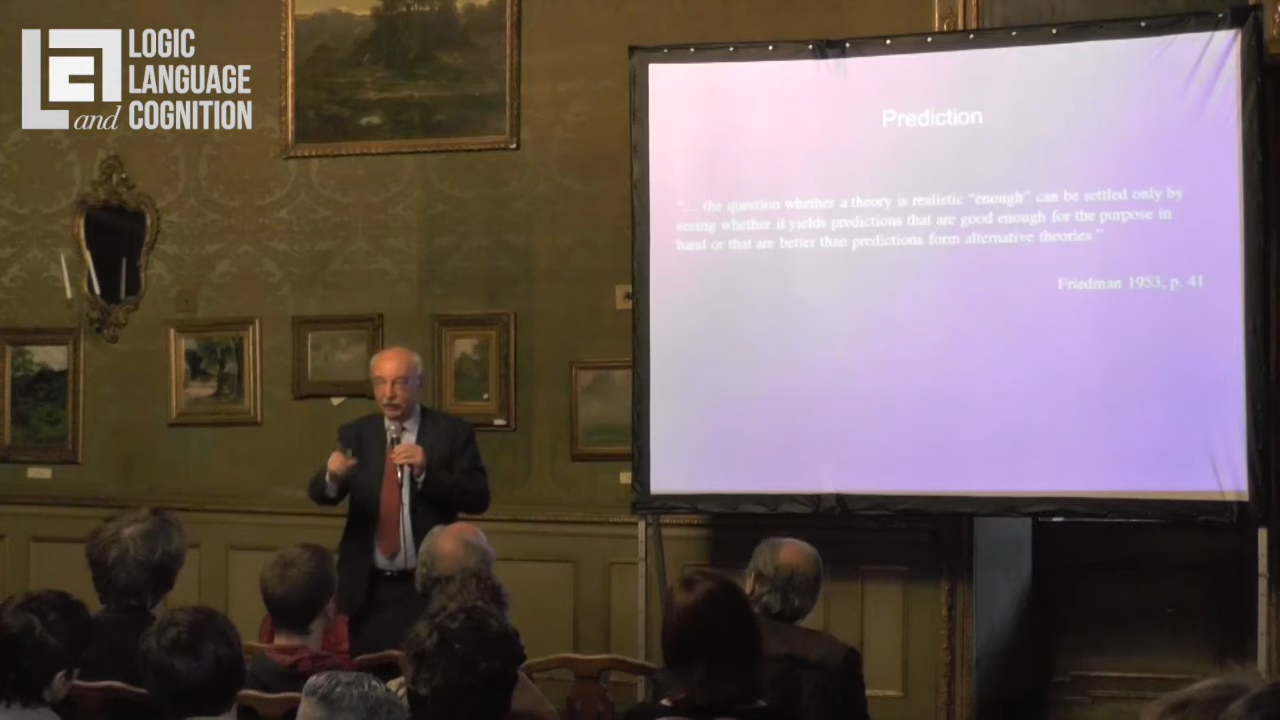 LOGIC
LANGUAGE
and COGNITION
Prediction
“... the question whether a theory is realistic “enough” can be settled only by
seeing whether it yields predictions that are good enough for the purpose in
hand or that are better than predictions form alternative theories.”
Friedman 1953, p. 41